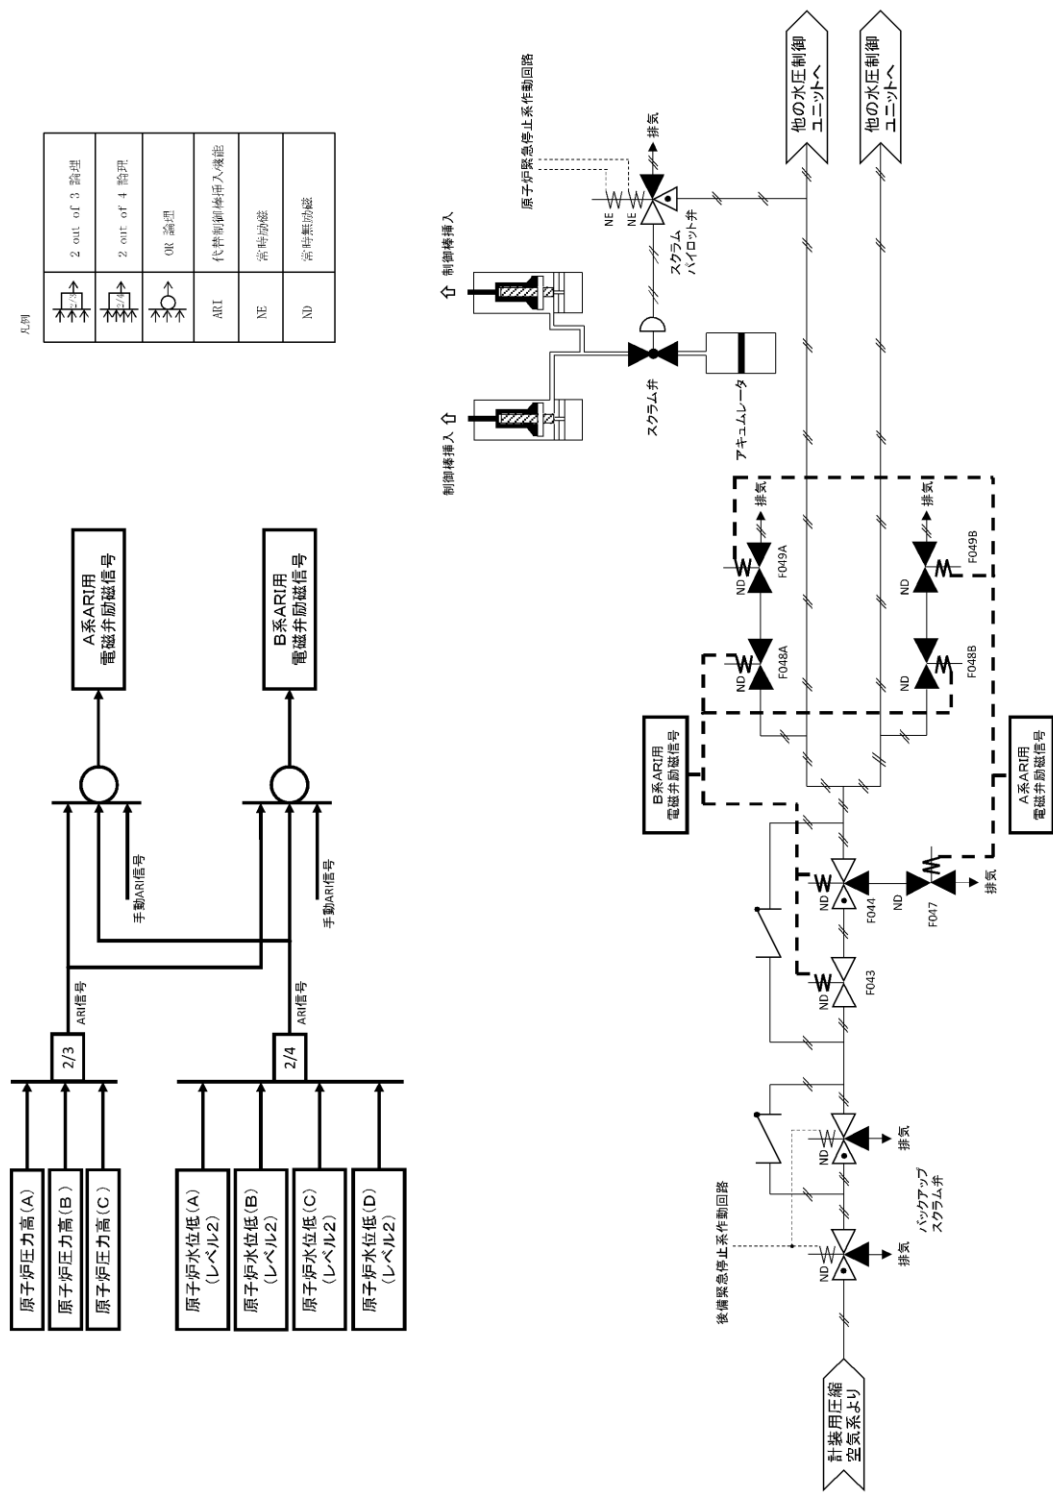 原子炉圧力高(A)
原子炉圧力高(B)
原子炉圧力高(C)
2/3
ARI信号
原子炉水位低(A)
(レベル2)
原子炉水位低(B)
(レベル2)
原子炉水位低(C)
(レベル2)
原子炉水位低(D)
(レベル2)
2/4
ARI信号
手動ARI信号
手動ARI信号
A系ARI用
電磁弁励磁信号
B系ARI用
電磁弁励磁信号
凡例
2/3
2 out of 3 論理
2/4
2 out of 4 論理
OR 論理
ARI
代替制御棒挿入機能
NE
常時励磁
ND
常時無励磁
計装用圧縮
空気系より
後備緊急停止系作動回路
ND
排気
ND
排気
バックアップ
スクラム弁
ND
F043
ND
F044
ND
F047
排気
B系ARI用
電磁弁励磁信号
A系ARI用
電磁弁励磁信号
ND
F048A
ND
F049A
排気
ND
F048B
ND
F049B
排気
制御棒挿入
制御棒挿入
スクラム弁
アキュムレータ
原子炉緊急停止系作動回路
NE
NE
排気
スクラム
パイロット弁
他の水圧制御
ユニットへ
他の水圧制御
ユニットへ